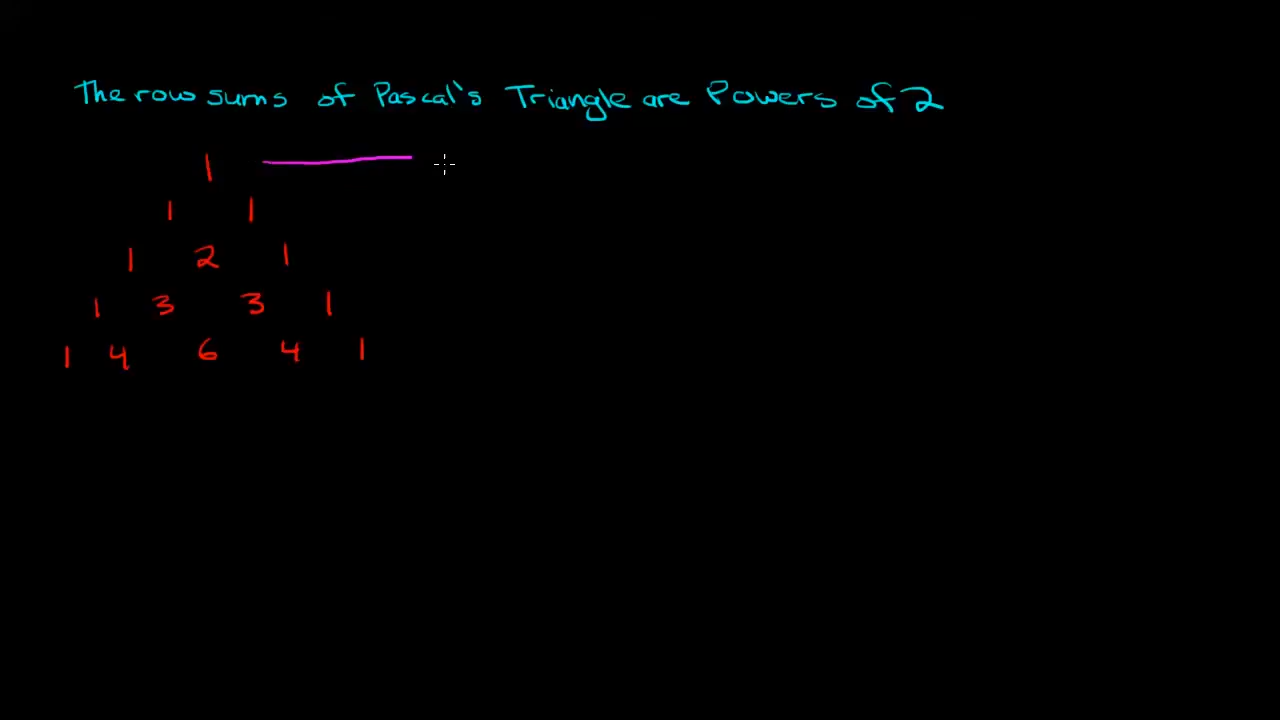 The row sums of Pascal's Triangle are Powers of 2
1
1 1
1 2 1
1 3 3 1
1 4 6 4 1